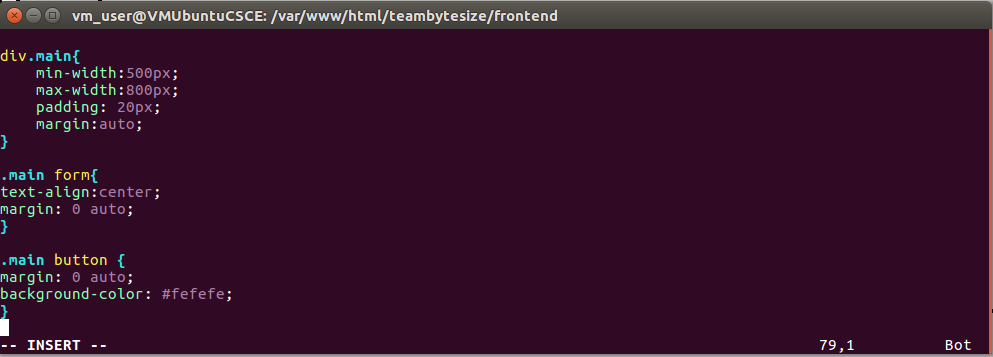 vm_user@VMUbuntuCSCE: /var/www/html/teambytesize/frontend
div.main{
    min-width:500px;
    max-width:800px;
    padding: 20px;
    margin:auto;
}
.main form{
text-align:center;
margin: 0 auto;
}
.main button {
margin: 0 auto;
background-color: #fefefe;
}
-- INSERT -- 79,1 Bot